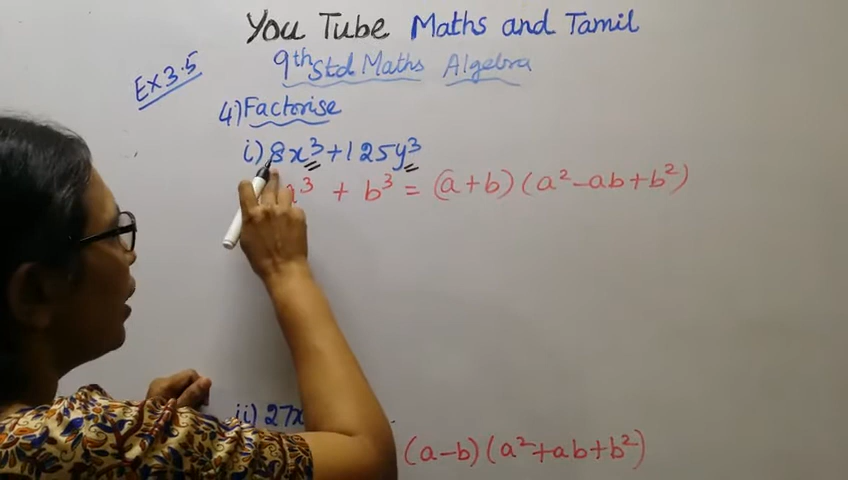 You Tube Maths and Tamil
9th Std Maths Algebra
Ex 3.5
4) Factorise
i) 8x³ + 125y³
a³ + b³ = (a+b) (a² - ab + b²)
ii) 27x
(a-b) (a² + ab + b²)